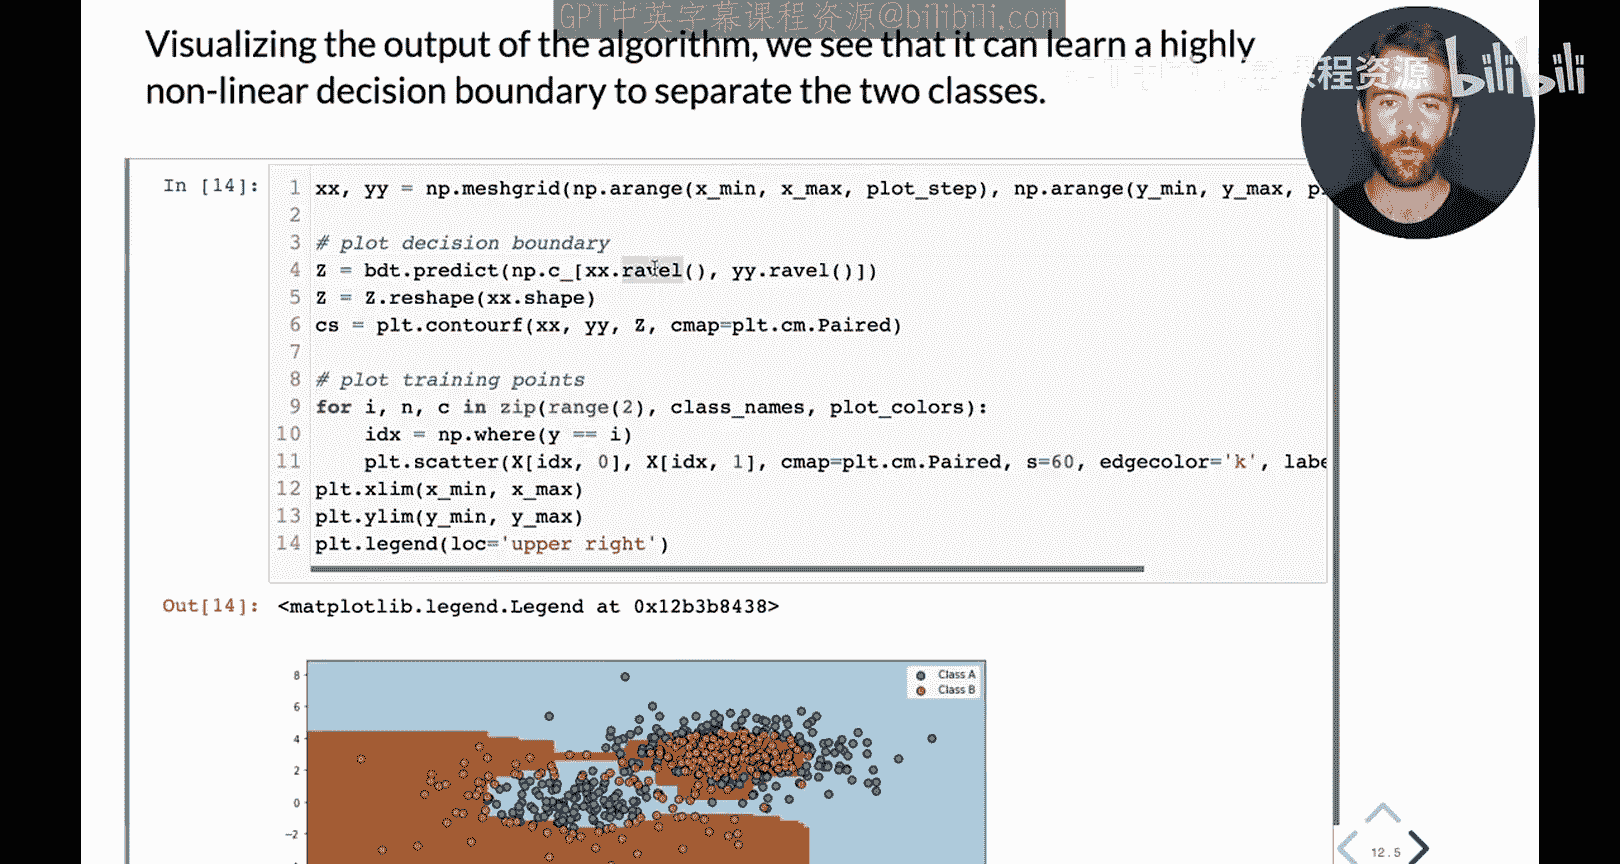 GPT中英字幕课程资源@bilibili.com
Visualizing the output of the algorithm, we see that it can learn a highly
non-linear decision boundary to separate the two classes.
课程资源 bilibili
In [14]:
1 xx, yy = np.meshgrid(np.arange(x_min, x_max, plot_step), np.arange(y_min, y_max, p
2
3 # plot decision boundary
4 Z = bdt.predict(np.c_[xx.ravel(), yy.ravel()])
5 Z = Z.reshape(xx.shape)
6 cs = plt.contourf(xx, yy, Z, cmap=plt.cm.Paired)
7
8 # plot training points
9 for i, n, c in zip(range(2), class_names, plot_colors):
10 idx = np.where(y == i)
11 plt.scatter(X[idx, 0], X[idx, 1], cmap=plt.cm.Paired, s=60, edgecolor='k', labe
12 plt.xlim(x_min, x_max)
13 plt.ylim(y_min, y_max)
14 plt.legend(loc='upper right')
Out[14]: <matplotlib.legend.Legend at 0x12b3b8438>
8
6
4
2
0
−2
Class A
Class B
12.5